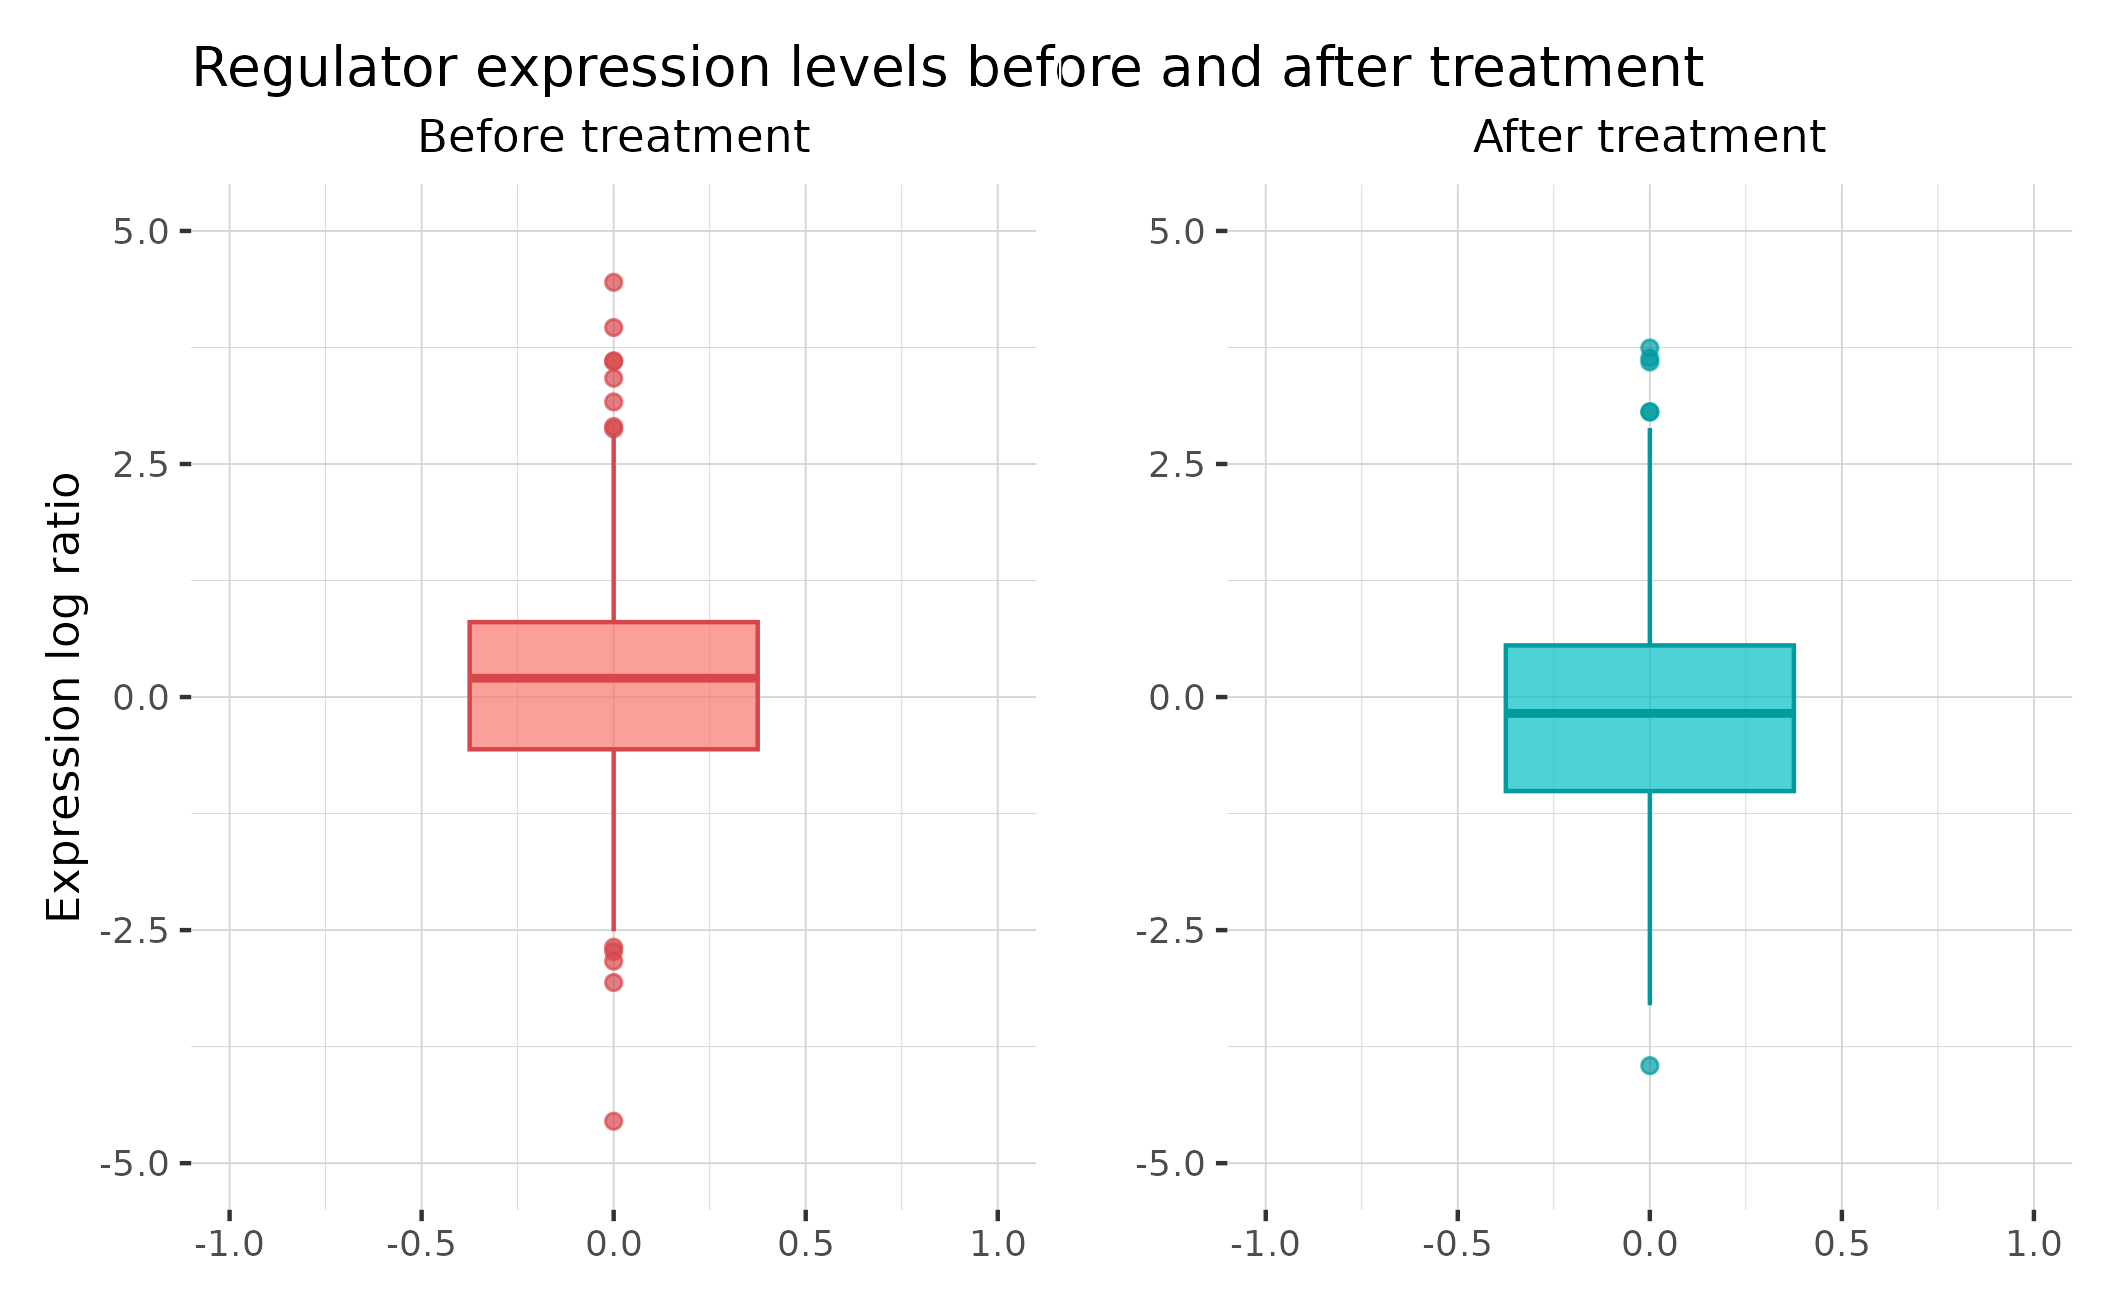 Regulator expression levels before and after treatment
Before treatment
After treatment
Expression log ratio
5.0
2.5
0.0
-2.5
-5.0
-1.0 -0.5 0.0 0.5 1.0
5.0
2.5
0.0
-2.5
-5.0
-1.0 -0.5 0.0 0.5 1.0